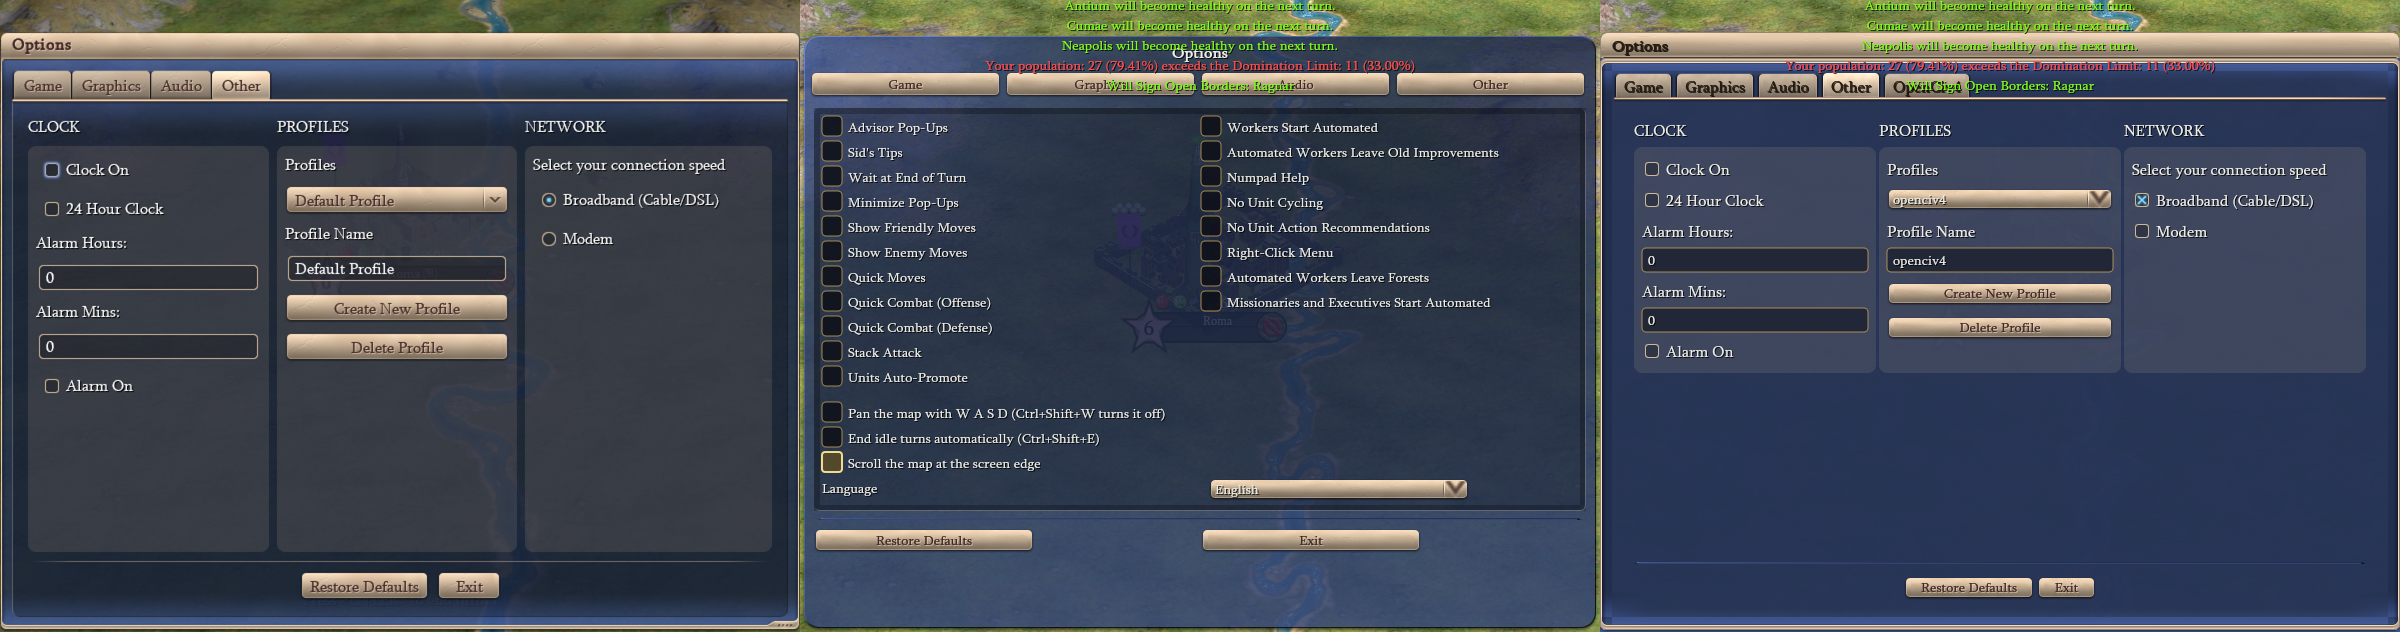 Options
Game
Graphics
Audio
Other
CLOCK
Clock On
24 Hour Clock
Alarm Hours:
0
Alarm Mins:
0
Alarm On
PROFILES
Profiles
Default Profile
Profile Name
Default Profile
Create New Profile
Delete Profile
NETWORK
Select your connection speed
Broadband (Cable/DSL)
Modem
Restore Defaults
Exit
Antium will become healthy on the next turn.
Cumae will become healthy on the next turn.
Neapolis will become healthy on the next turn.
Options
Your population: 27 (79.41%) exceeds the Domination Limit: 11 (33.00%)
Will Sign Open Borders: Ragnar
Game
Graphics
Audio
Other
Advisor Pop-Ups
Sid's Tips
Wait at End of Turn
Minimize Pop-Ups
Show Friendly Moves
Show Enemy Moves
Quick Moves
Quick Combat (Offense)
Quick Combat (Defense)
Stack Attack
Units Auto-Promote
Workers Start Automated
Automated Workers Leave Old Improvements
Numpad Help
No Unit Cycling
No Unit Action Recommendations
Right-Click Menu
Automated Workers Leave Forests
Missionaries and Executives Start Automated
6
Roma
Pan the map with W A S D (Ctrl+Shift+W turns it off)
End idle turns automatically (Ctrl+Shift+E)
Scroll the map at the screen edge
Language
English
Restore Defaults
Exit
Antium will become healthy on the next turn.
Cumae will become healthy on the next turn.
Neapolis will become healthy on the next turn.
Options
Your population: 27 (79.41%) exceeds the Domination Limit: 11 (33.00%)
Will Sign Open Borders: Ragnar
Game
Graphics
Audio
Other
CLOCK
Clock On
24 Hour Clock
Alarm Hours:
0
Alarm Mins:
0
Alarm On
PROFILES
Profiles
openciv4
Profile Name
openciv4
Create New Profile
Delete Profile
NETWORK
Select your connection speed
Broadband (Cable/DSL)
Modem
Restore Defaults
Exit